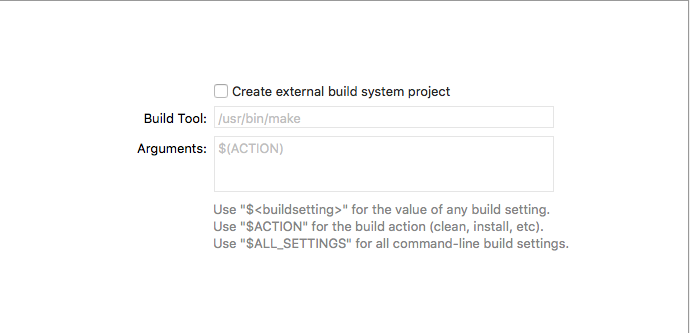 Create external build system project
Build Tool: /usr/bin/make
Arguments: $(ACTION)
Use "$<buildsetting>" for the value of any build setting.
Use "$ACTION" for the build action (clean, install, etc).
Use "$ALL_SETTINGS" for all command-line build settings.